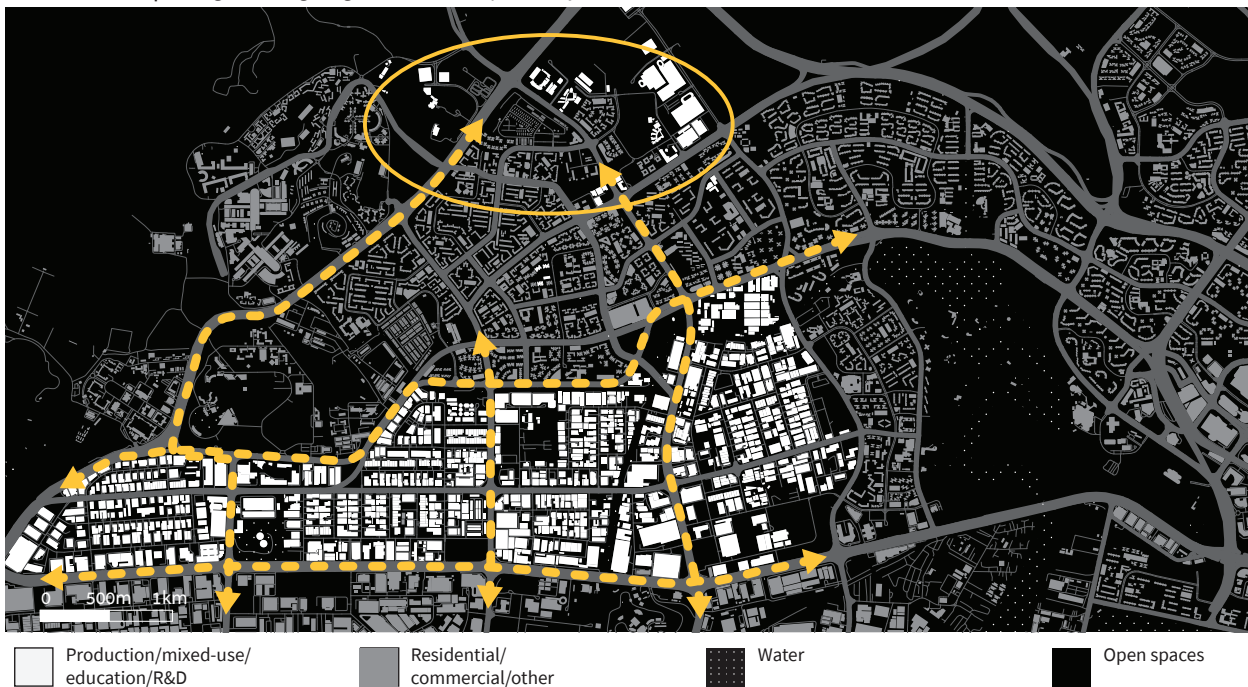 0 500m 1km
Production/mixed-use/
education/R&D
Residential/
commercial/other
Water
Open spaces